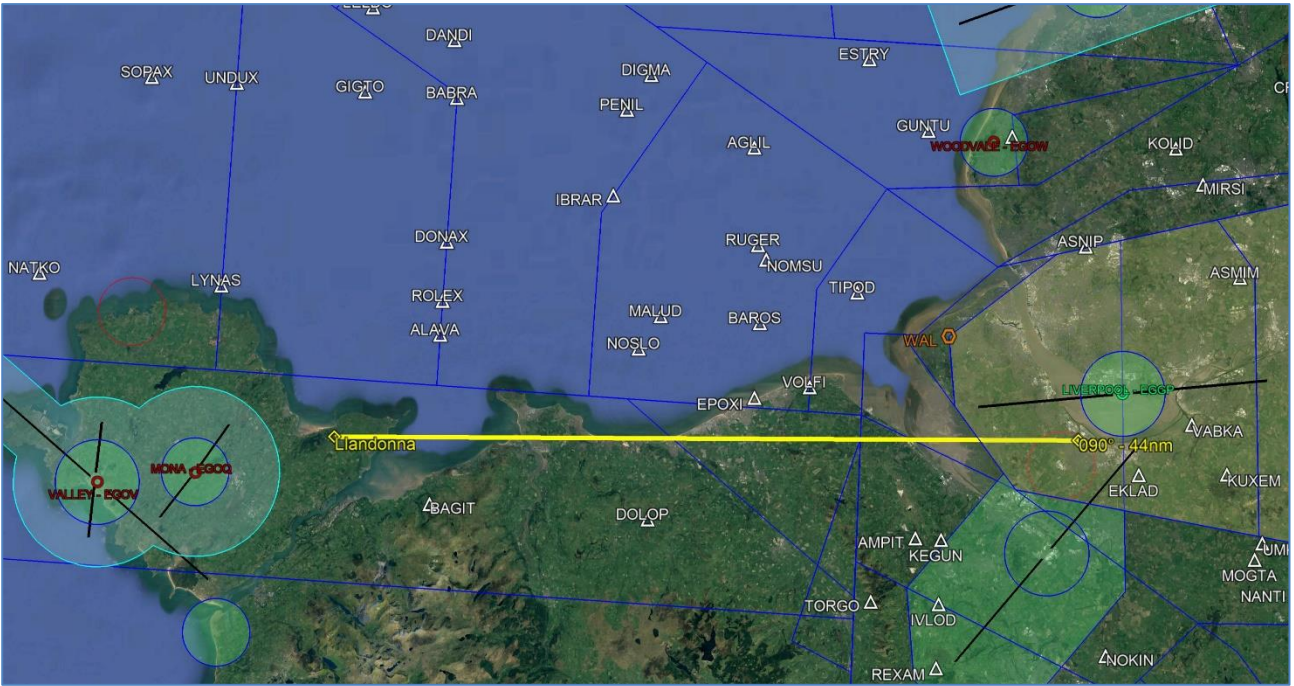 DANDI
ESTRY
SOPAX
UNDUX
GIGTO
BABRA
DIGMA
PENIL
GUNTU
AGLIL
WOODVALE - EGOW
KOLID
IBRAR
MIRSI
DONAX
RUGER
ASNIP
NOMSU
NATKO
LYNAS
ASMIM
ROLEX
TIPOD
MALUD
BAROS
ALAVA
NOSLO
WAL
VOLFI
LIVERPOOL - EGGP
EPOXI
VABKA
Llandonna
090° - 44nm
MONA - EGOQ
VALLEY - EGOV
EKLAD
KUXEM
BAGIT
DOLOP
AMPIT
KEGUN
MOGTA
NANTI
TORGO
IVLOD
NOKIN
REXAM